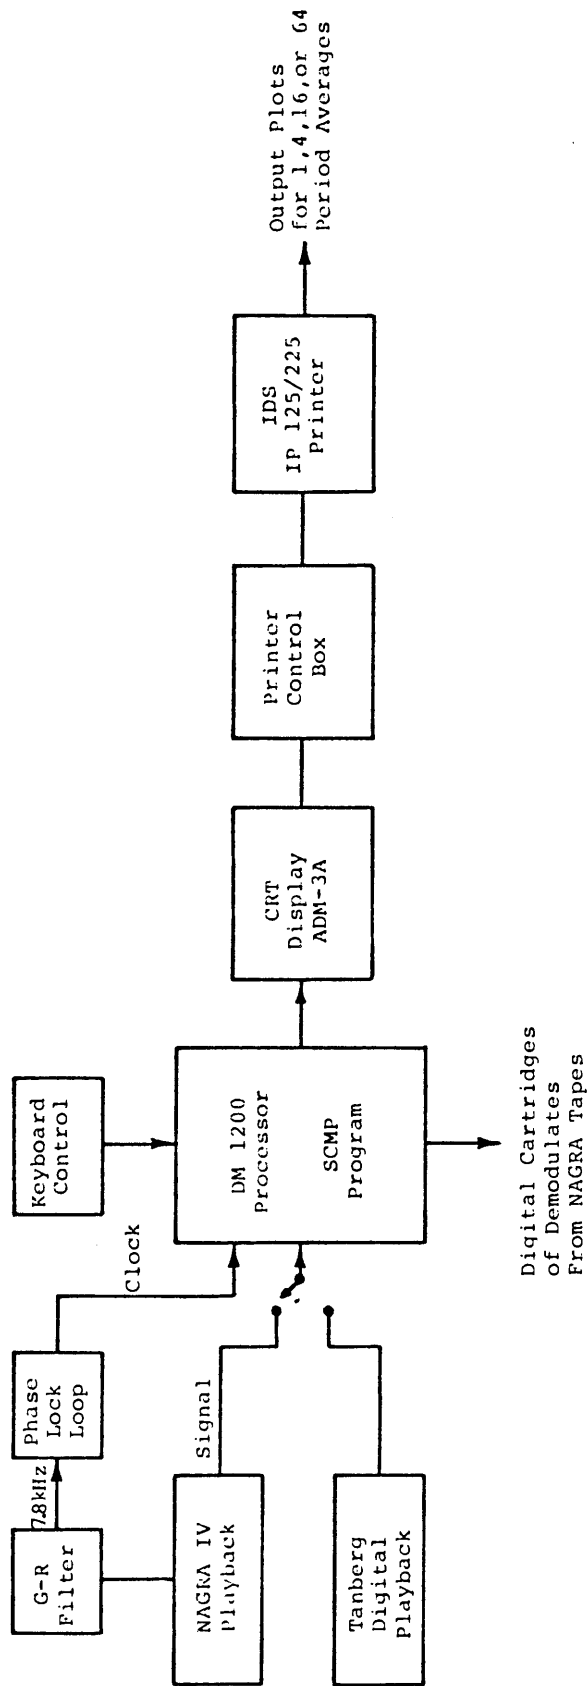 G-R
Filter
7.8kHz
Phase
Lock
Loop
Clock
Keyboard
Control
NAGRA IV
Playback
Signal
Tanberg
Digital
Playback
DM 1200
Processor
SCMP
Program
CRT
Display
ADM-3A
Printer
Control
Box
IDS
IP 125/225
Printer
Output Plots
for 1,4,16,or 64
Period Averages
Digital Cartridges
of Demodulates
From NAGRA Tapes